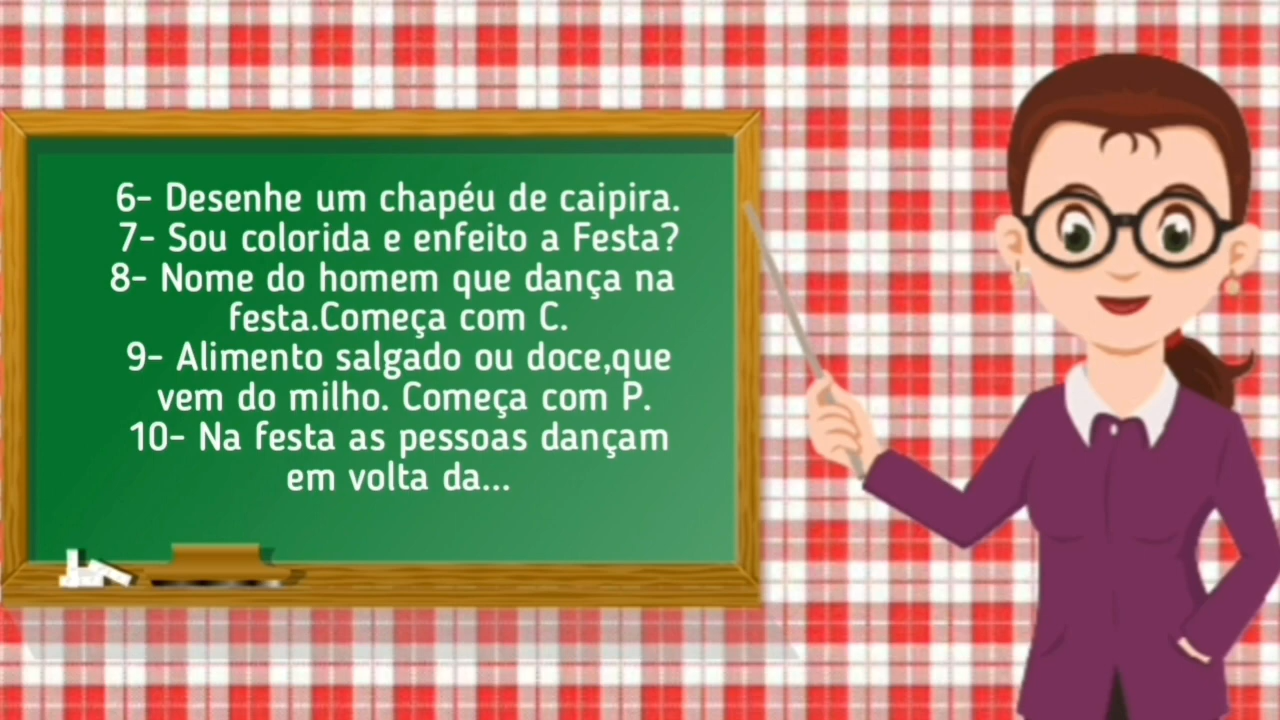 6- Desenhe um chapéu de caipira.
7- Sou colorida e enfeito a Festa?
8- Nome do homem que dança na
festa.Começa com C.
9- Alimento salgado ou doce,que
vem do milho. Começa com P.
10- Na festa as pessoas dançam
em volta da...